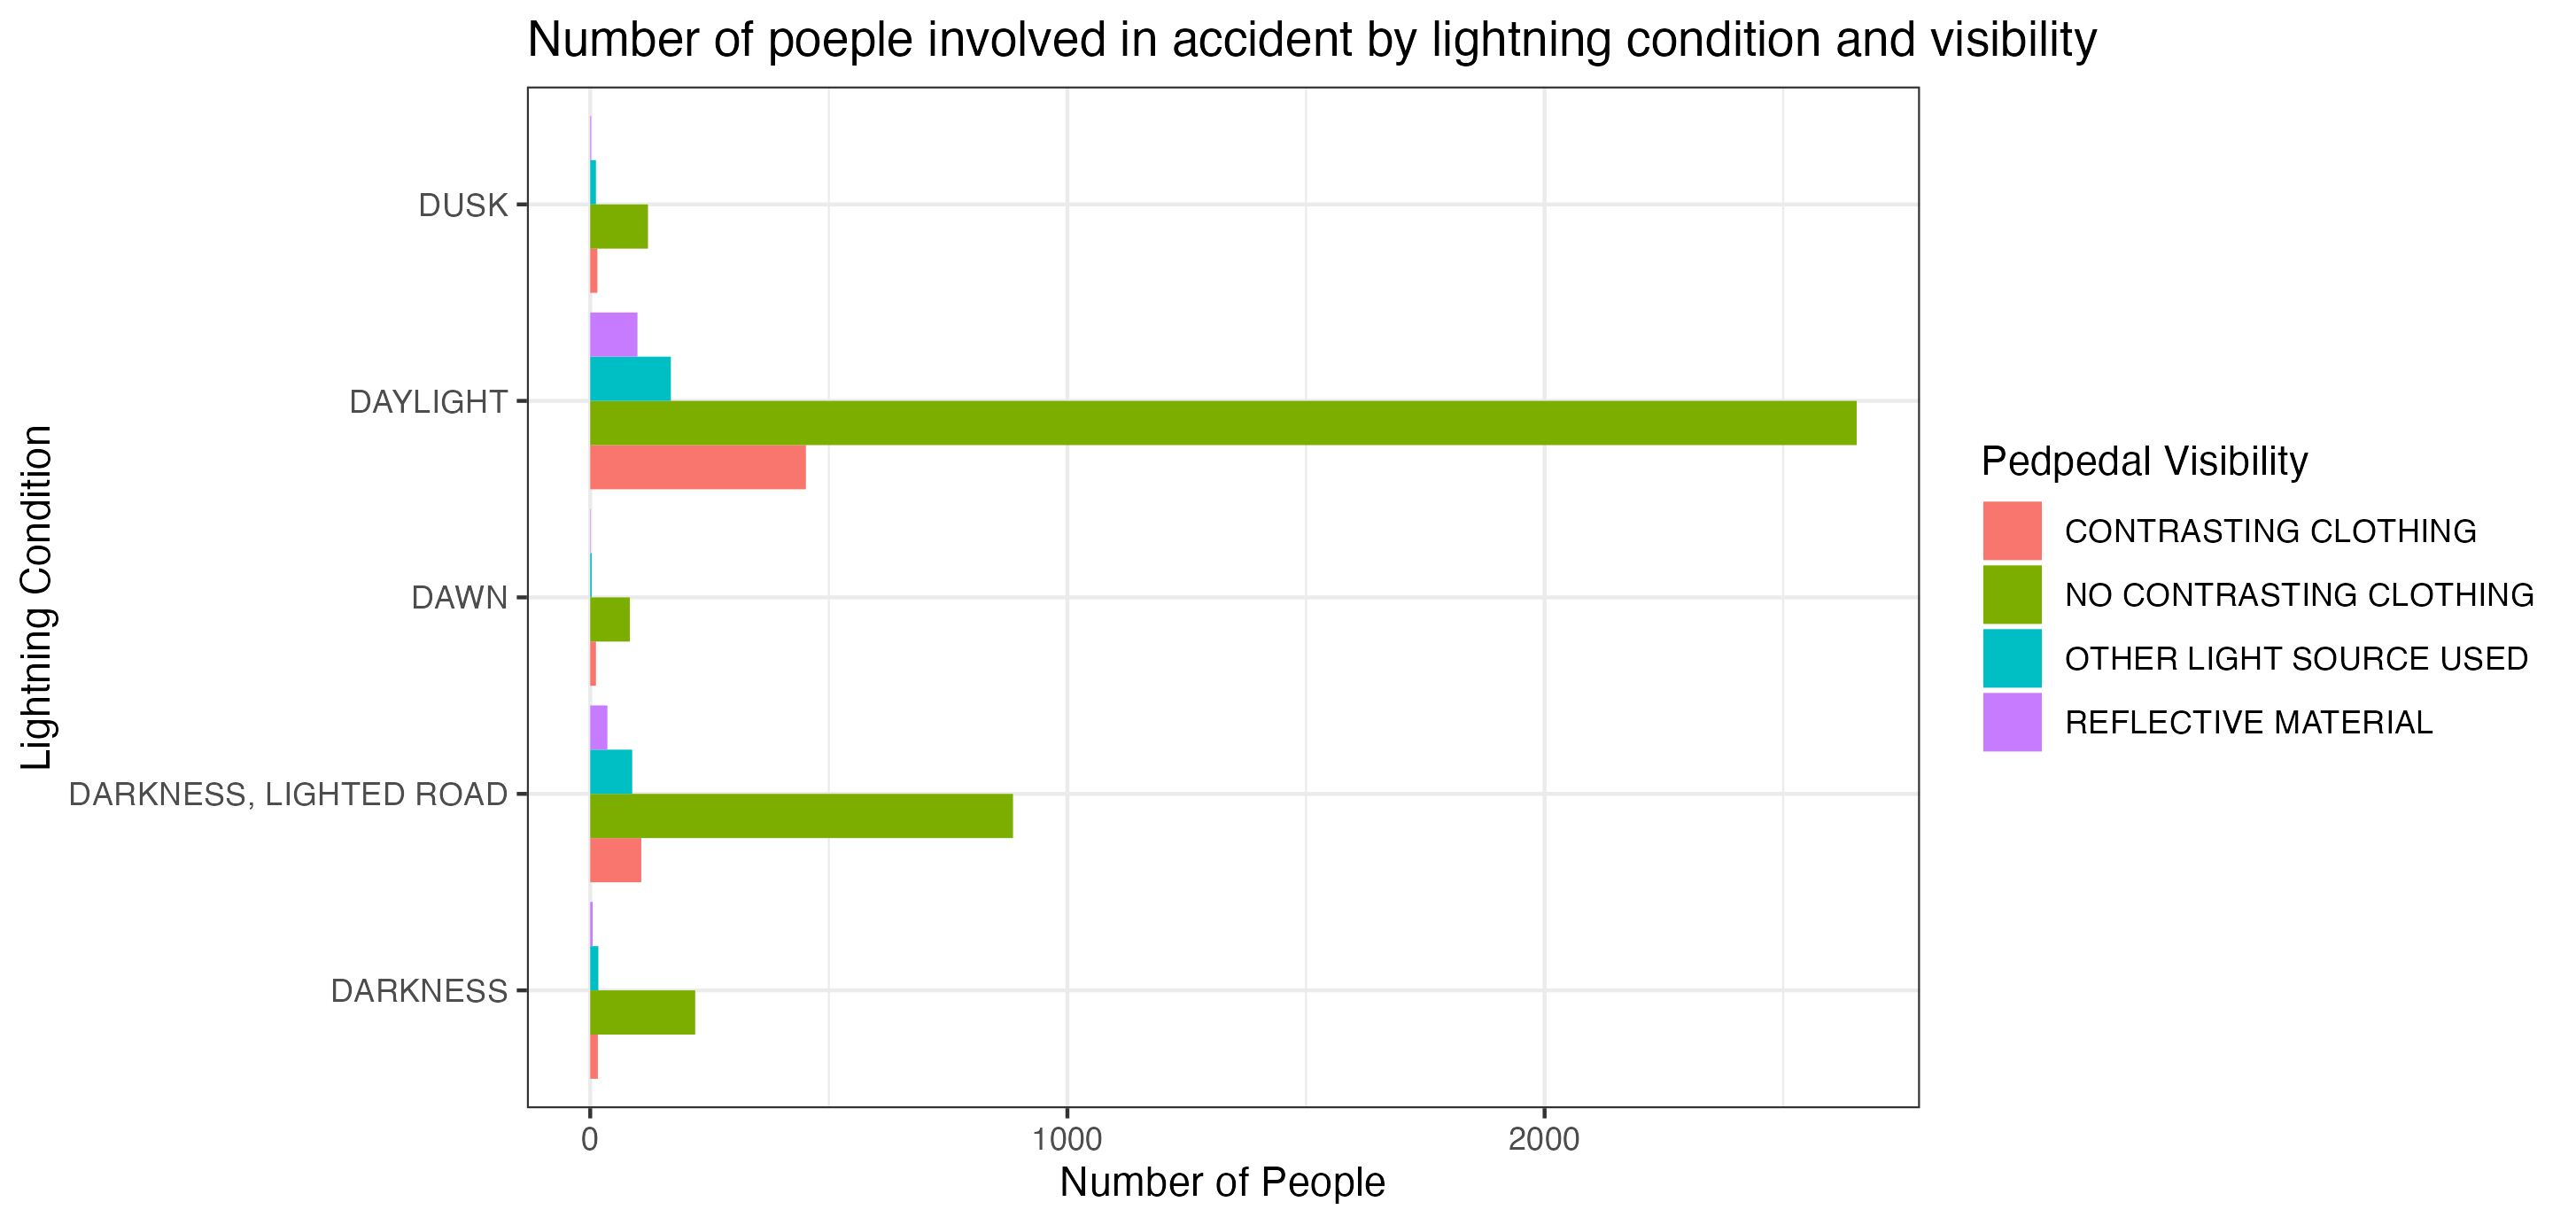 Number of poeple involved in accident by lightning condition and visibility
Lightning Condition
DUSK
DAYLIGHT
DAWN
DARKNESS, LIGHTED ROAD
DARKNESS
0
1000
2000
Number of People
Pedpedal Visibility
CONTRASTING CLOTHING
NO CONTRASTING CLOTHING
OTHER LIGHT SOURCE USED
REFLECTIVE MATERIAL